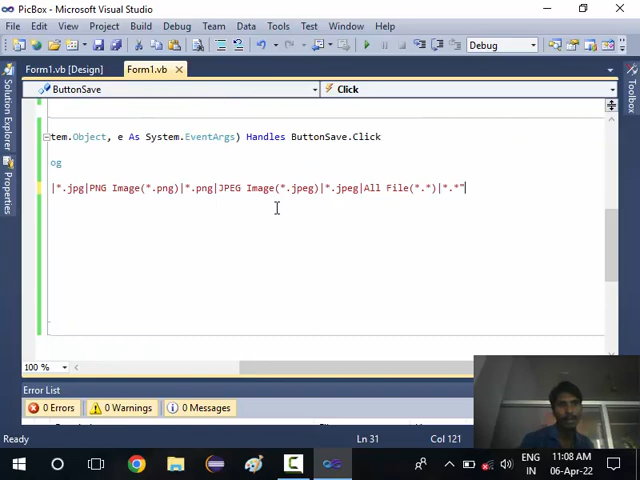 PicBox - Microsoft Visual Studio
File Edit View Project Build Debug Team Data Tools Test Window Help
Debug
Form1.vb [Design] Form1.vb
ButtonSave Click
tem.Object, e As System.EventArgs) Handles ButtonSave.Click
og
|*.jpg|PNG Image(*.png)|*.png|JPEG Image(*.jpeg)|*.jpeg|All File(*.*)|*.*"
100 %
Error List
0 Errors 0 Warnings 0 Messages
Ready Ln 31 Col 121
Solution Explorer
Properties
Toolbox
ENG
IN
11:08 AM
06-Apr-22